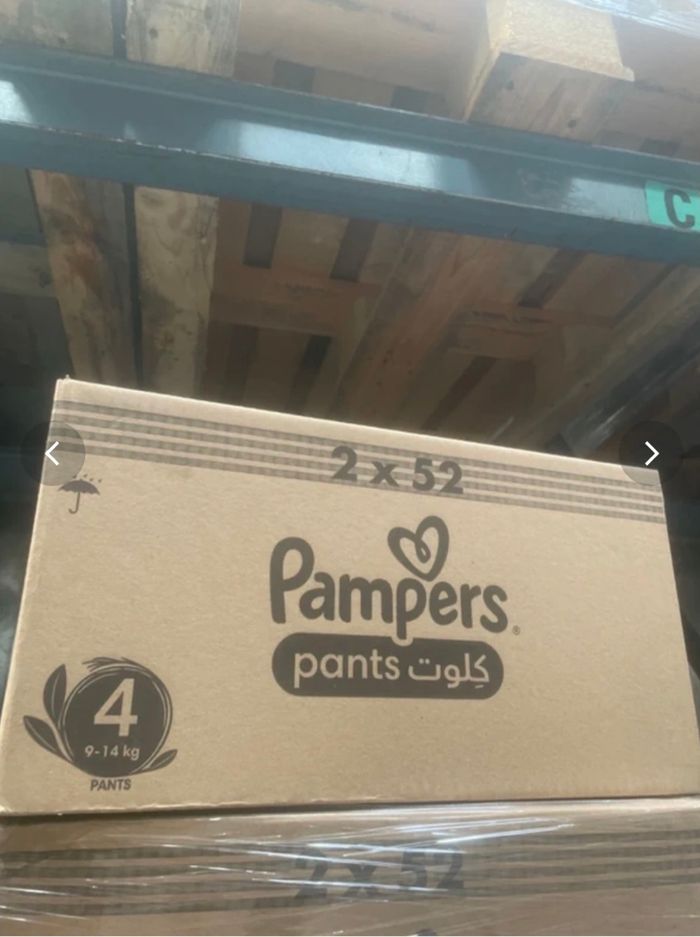 C
2 x 52
Pampers®
pants كلوت
4
9-14 kg
PANTS
2 x 52